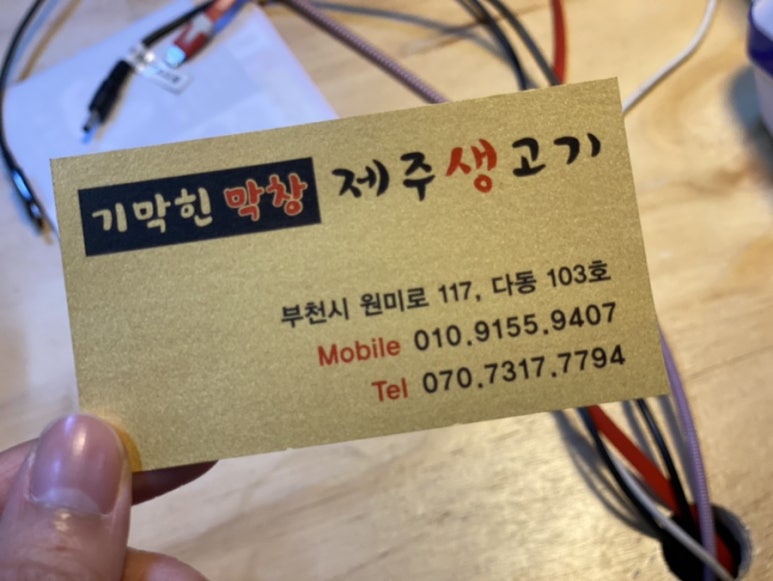 기막힌 막창 제주생고기
부천시 원미로 117, 다동 103호
Mobile 010.9155.9407
Tel 070.7317.7794